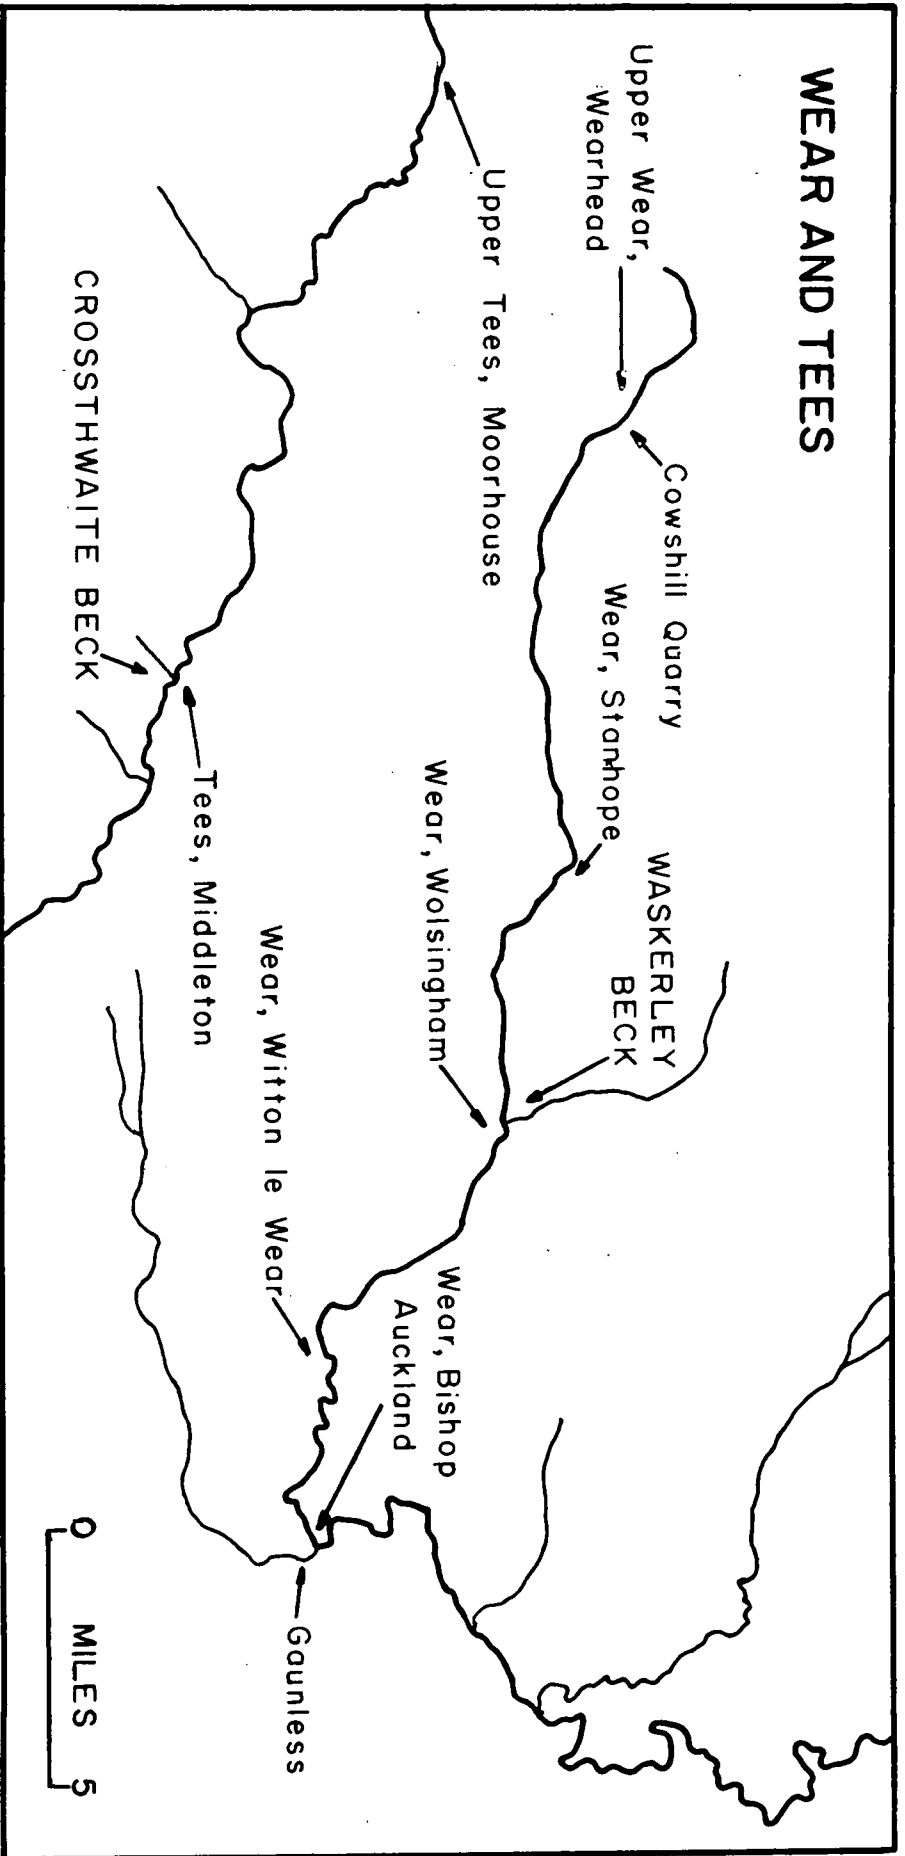 WEAR AND TEES
Upper Wear,
Wearhead
Cowshill Quarry
Wear, Stanhope
WASKERLEY
BECK
Upper Tees, Moorhouse
Wear, Wolsingham
Wear, Bishop
Auckland
Wear, Witton le Wear
Gaunless
Tees, Middleton
CROSSTHWAITE BECK
0 MILES 5